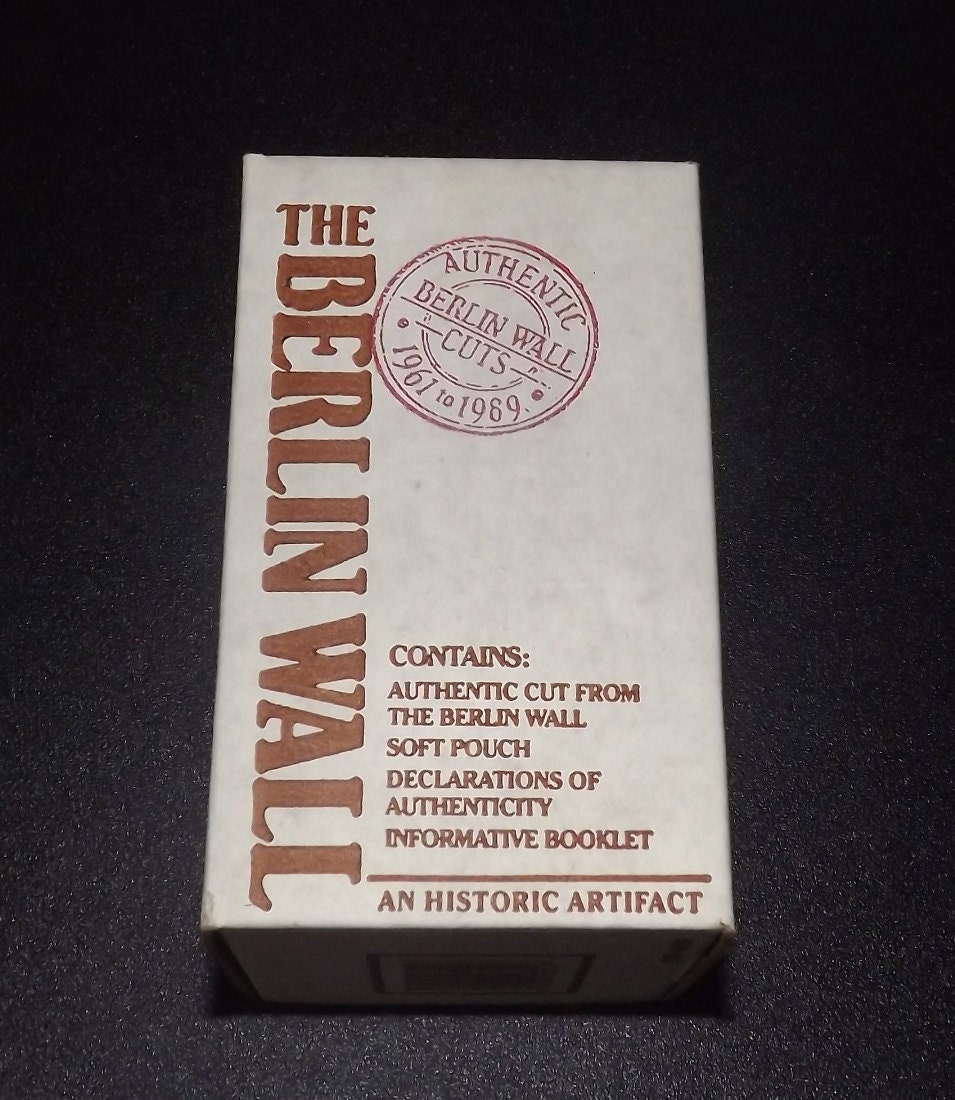 THE
BERLIN WALL
AUTHENTIC
BERLIN WALL
CUTS
1961 to 1989.
CONTAINS:
AUTHENTIC CUT FROM
THE BERLIN WALL
SOFT POUCH
DECLARATIONS OF
AUTHENTICITY
INFORMATIVE BOOKLET
AN HISTORIC ARTIFACT